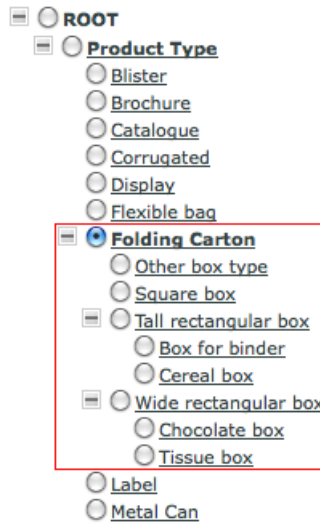 ROOT
Product Type
Blister
Brochure
Catalogue
Corrugated
Display
Flexible bag
Folding Carton
Other box type
Square box
Tall rectangular box
Box for binder
Cereal box
Wide rectangular box
Chocolate box
Tissue box
Label
Metal Can